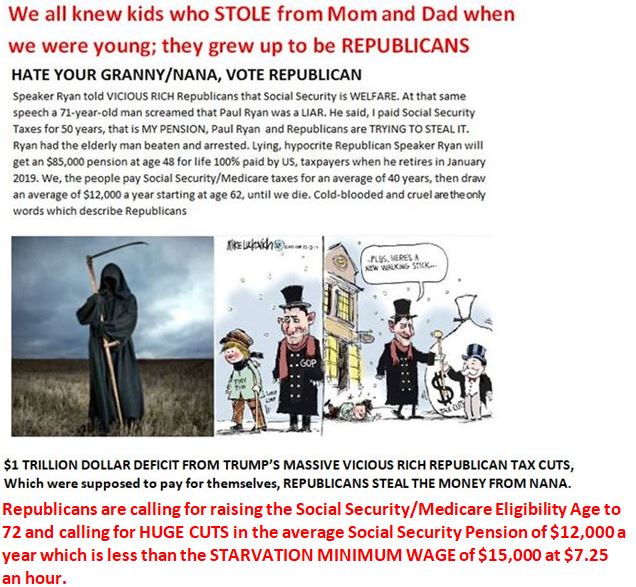 We all knew kids who STOLE from Mom and Dad when
we were young; they grew up to be REPUBLICANS
HATE YOUR GRANNY/NANA, VOTE REPUBLICAN
Speaker Ryan told VICIOUS RICH Republicans that Social Security is WELFARE. At that same
speech a 71-year-old man screamed that Paul Ryan was a LIAR. He said, I paid Social Security
Taxes for 50 years, that is MY PENSION, Paul Ryan and Republicans are TRYING TO STEAL IT.
Ryan had the elderly man beaten and arrested. Lying, hypocrite Republican Speaker Ryan will
get an $85,000 pension at age 48 for life 100% paid by US, taxpayers when he retires in January
2019. We, the people pay Social Security/Medicare taxes for an average of 40 years, then draw
an average of $12,000 a year starting at age 62, until we die. Cold-blooded and cruel are the only
words which describe Republicans
MIKE LUCKOVICH
PLUS, HERE'S A
NEW WALKING STICK...
TINY
TIM
GOP
LIMP
LIMP
$
TAX CUTS
$1 TRILLION DOLLAR DEFICIT FROM TRUMP'S MASSIVE VICIOUS RICH REPUBLICAN TAX CUTS,
Which were supposed to pay for themselves, REPUBLICANS STEAL THE MONEY FROM NANA.
Republicans are calling for raising the Social Security/Medicare Eligibility Age to
72 and calling for HUGE CUTS in the average Social Security Pension of $12,000 a
year which is less than the STARVATION MINIMUM WAGE of $15,000 at $7.25
an hour.